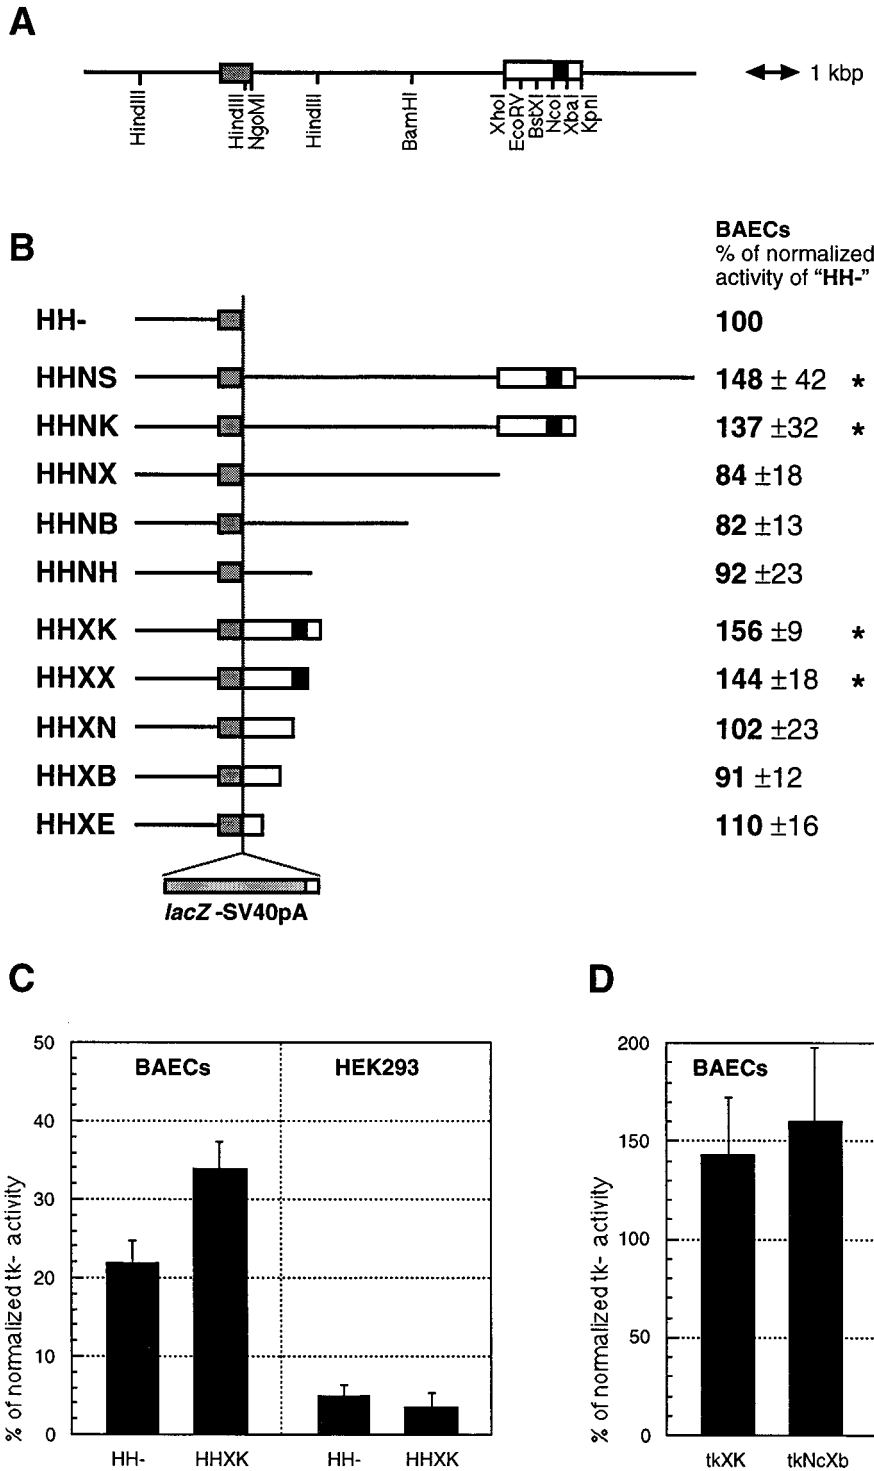 A
1 kbp
HindIII
HindIII
NgoMI
HindIII
BamHI
XhoI
EcoRV
BstXI
NcoI
XbaI
KpnI
B
BAECs
% of normalized
activity of “HH-”
HH- 100
HHNS 148 ± 42 *
HHNK 137 ±32 *
HHNX 84 ±18
HHNB 82 ±13
HHNH 92 ±23
HHXK 156 ±9 *
HHXX 144 ±18 *
HHXN 102 ±23
HHXB 91 ±12
HHXE 110 ±16
lacZ -SV40pA
C
% of normalized tk- activity
50
40
30
20
10
0
BAECs HEK293
HH- HHXK HH- HHXK
D
% of normalized tk- activity
200
150
100
50
0
BAECs
tkXK tkNcXb